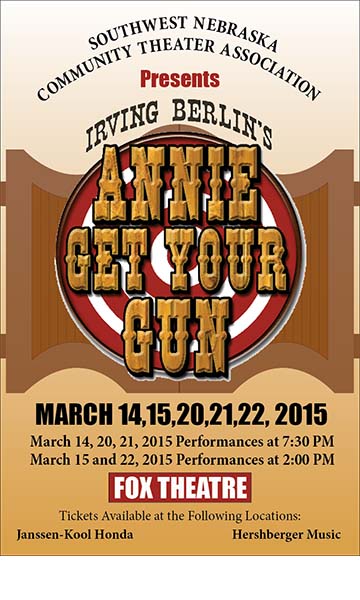 SOUTHWEST NEBRASKA
COMMUNITY THEATER ASSOCIATION
Presents
IRVING BERLIN'S
ANNIE
GET YOUR
GUN
MARCH 14,15,20,21,22, 2015
March 14, 20, 21, 2015 Performances at 7:30 PM
March 15 and 22, 2015 Performances at 2:00 PM
FOX THEATRE
Tickets Available at the Following Locations:
Janssen-Kool Honda Hershberger Music